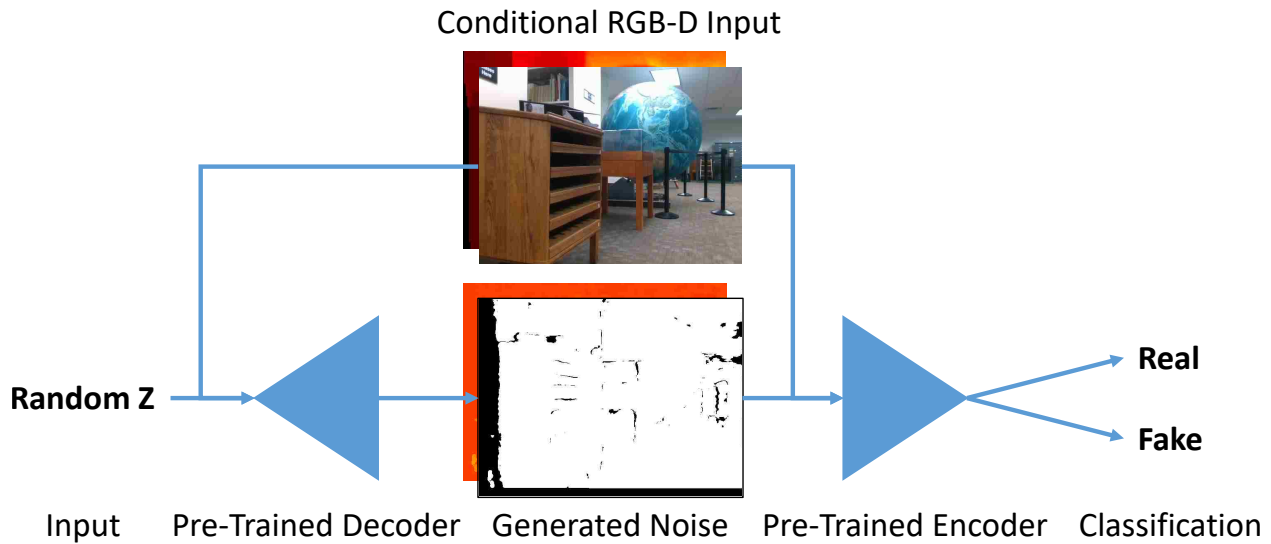 Conditional RGB-D Input
Random Z
Real
Fake
Input
Pre-Trained Decoder
Generated Noise
Pre-Trained Encoder
Classification